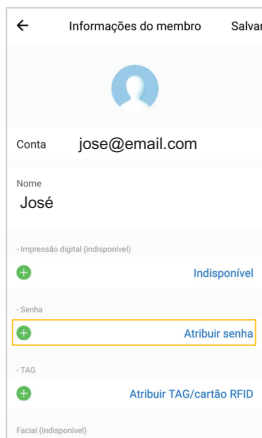 Informações do membro Salvar
Conta jose@email.com
Nome
José
- Impressão digital (indisponível)
Indisponível
- Senha
Atribuir senha
- TAG
Atribuir TAG/cartão RFID
Facial (Indisponível)